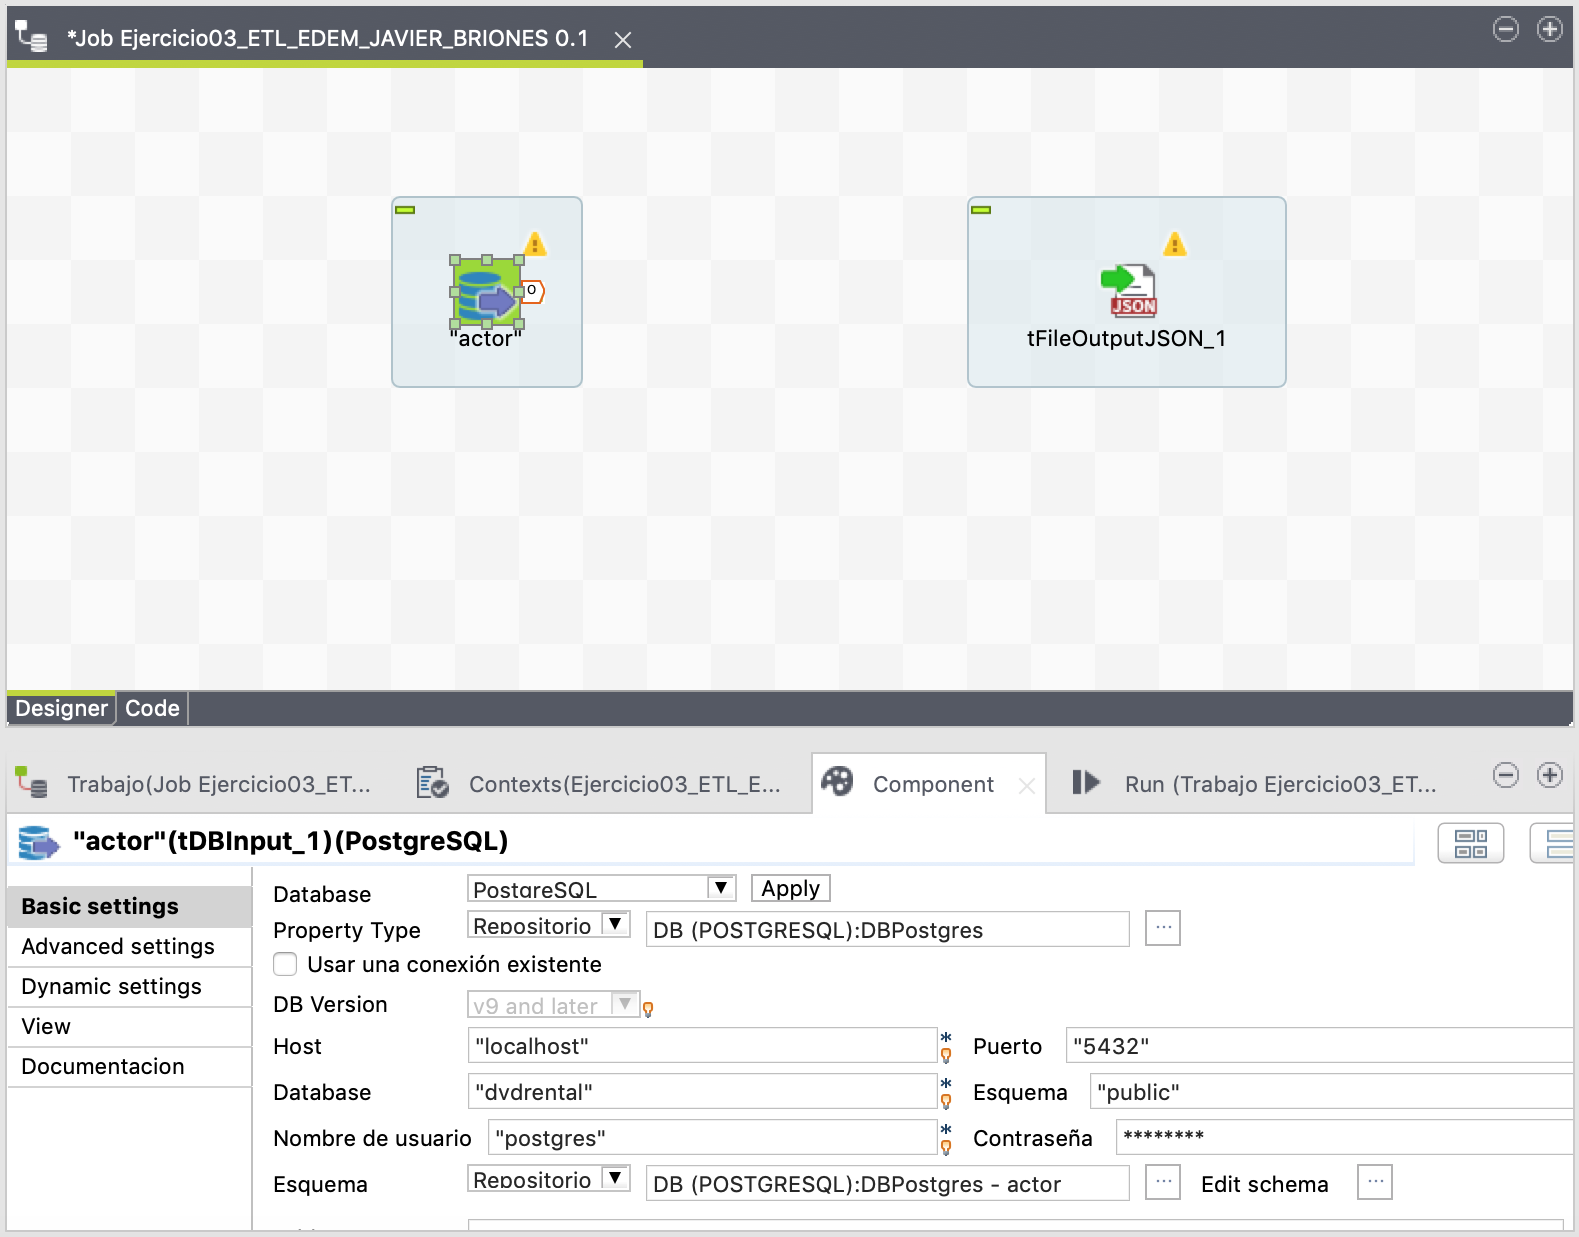 *Job Ejercicio03_ETL_EDEM_JAVIER_BRIONES 0.1
"actor"
JSON
tFileOutputJSON_1
Designer
Code
Trabajo(Job Ejercicio03_ET...
Contexts(Ejercicio03_ETL_E...
Component
Run (Trabajo Ejercicio03_ET...
"actor"(tDBInput_1)(PostgreSQL)
Basic settings
Advanced settings
Dynamic settings
View
Documentacion
Database PostgreSQL Apply
Property Type Repositorio DB (POSTGRESQL):DBPostgres ...
Usar una conexión existente
DB Version v9 and later
Host "localhost" * Puerto "5432"
Database "dvdrental" * Esquema "public"
Nombre de usuario "postgres" * Contraseña ********
Esquema Repositorio DB (POSTGRESQL):DBPostgres - actor ... Edit schema ...